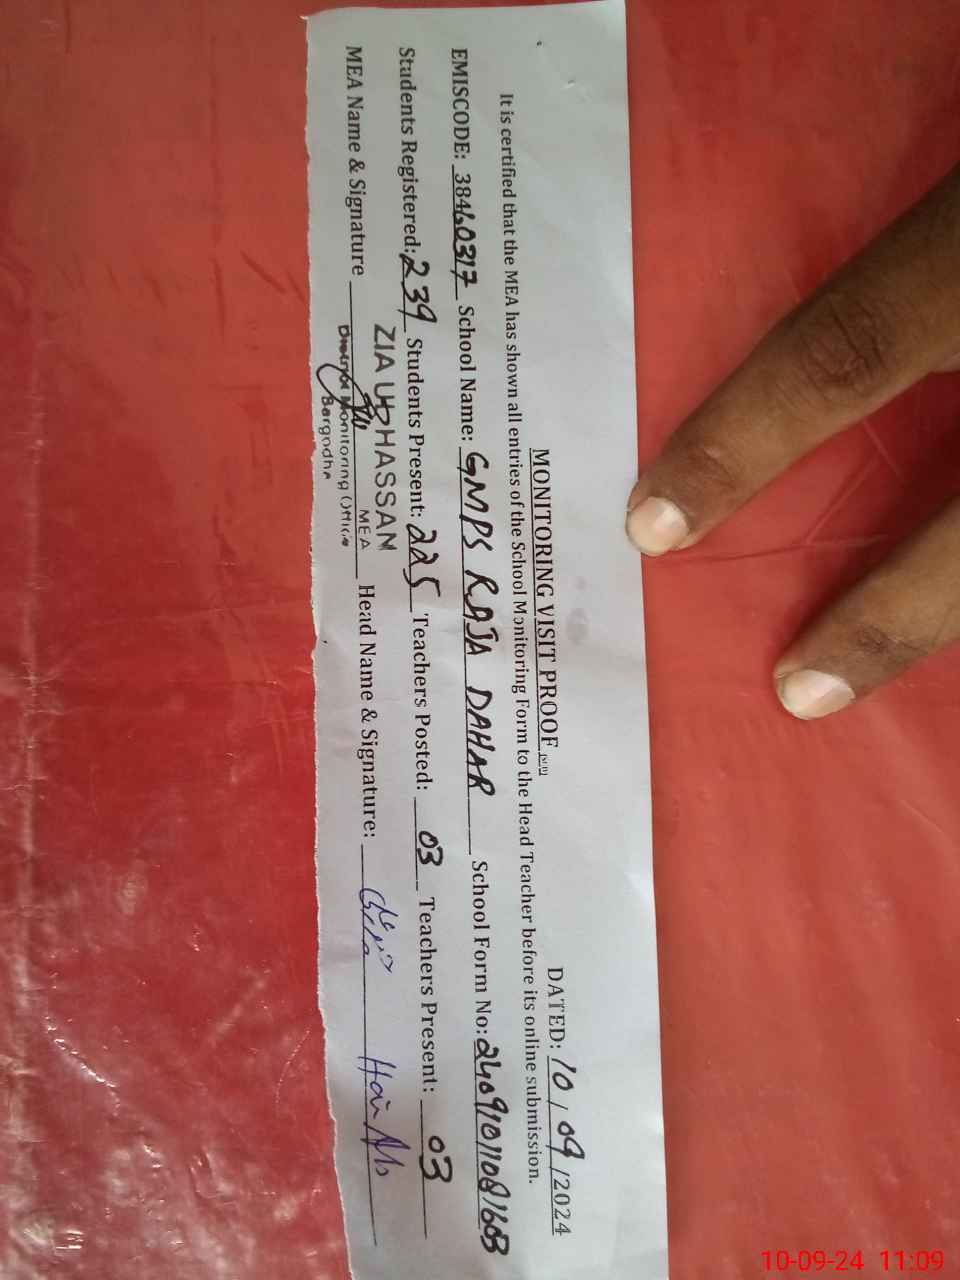 MONITORING VISIT PROOF
DATED: 10/09/2024
It is certified that the MEA has shown all entries of the School Monitoring Form to the Head Teacher before its online submission.
EMISCODE: 38460317 School Name: GMPS RAJA DAHAR School Form No: 24091011081603
Students Registered: 239 Students Present: 225 Teachers Posted: 03 Teachers Present: 03
ZIA UL HASSAN
MEA Name & Signature MEA Head Name & Signature:
Monitoring Officer
Sargodha
10-09-24 11:09